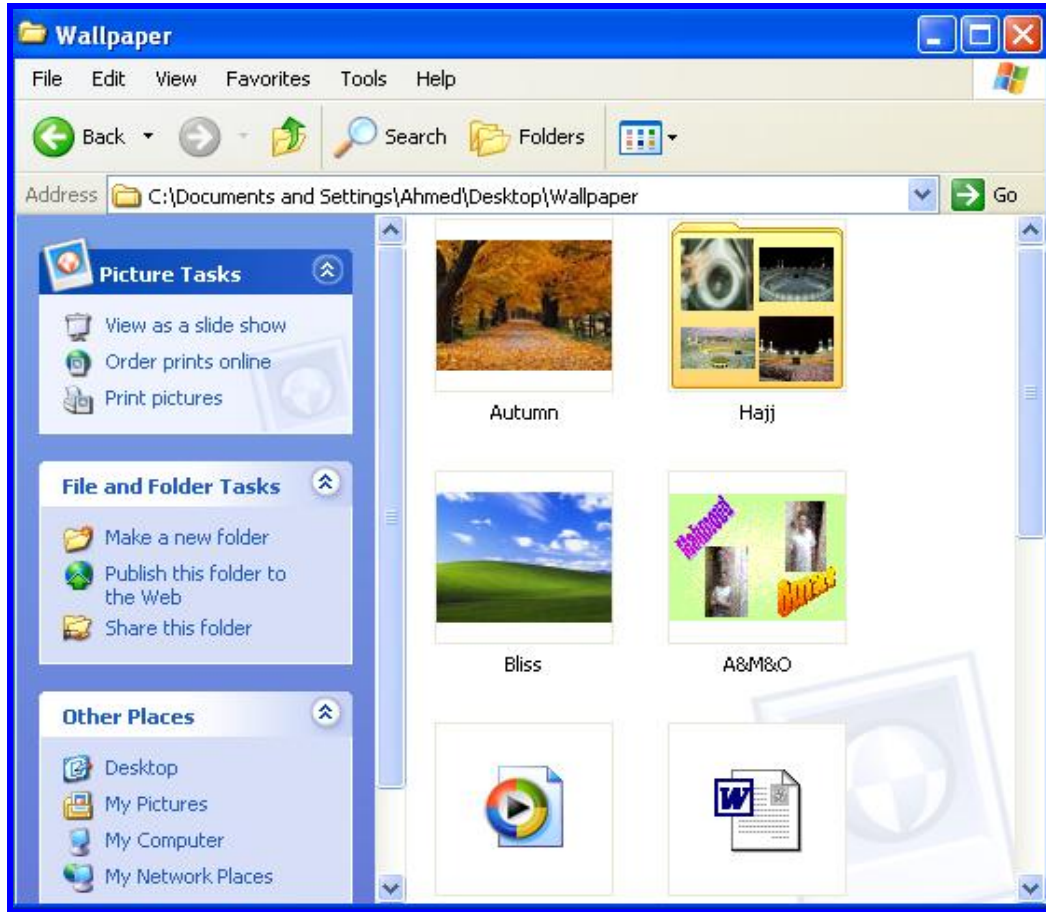 Wallpaper
File Edit View Favorites Tools Help
Back Search Folders
Address C:\Documents and Settings\Ahmed\Desktop\Wallpaper Go
Picture Tasks
View as a slide show
Order prints online
Print pictures
File and Folder Tasks
Make a new folder
Publish this folder to
the Web
Share this folder
Other Places
Desktop
My Pictures
My Computer
My Network Places
Autumn Hajj
Mahmoud
Bliss A&M&O
W